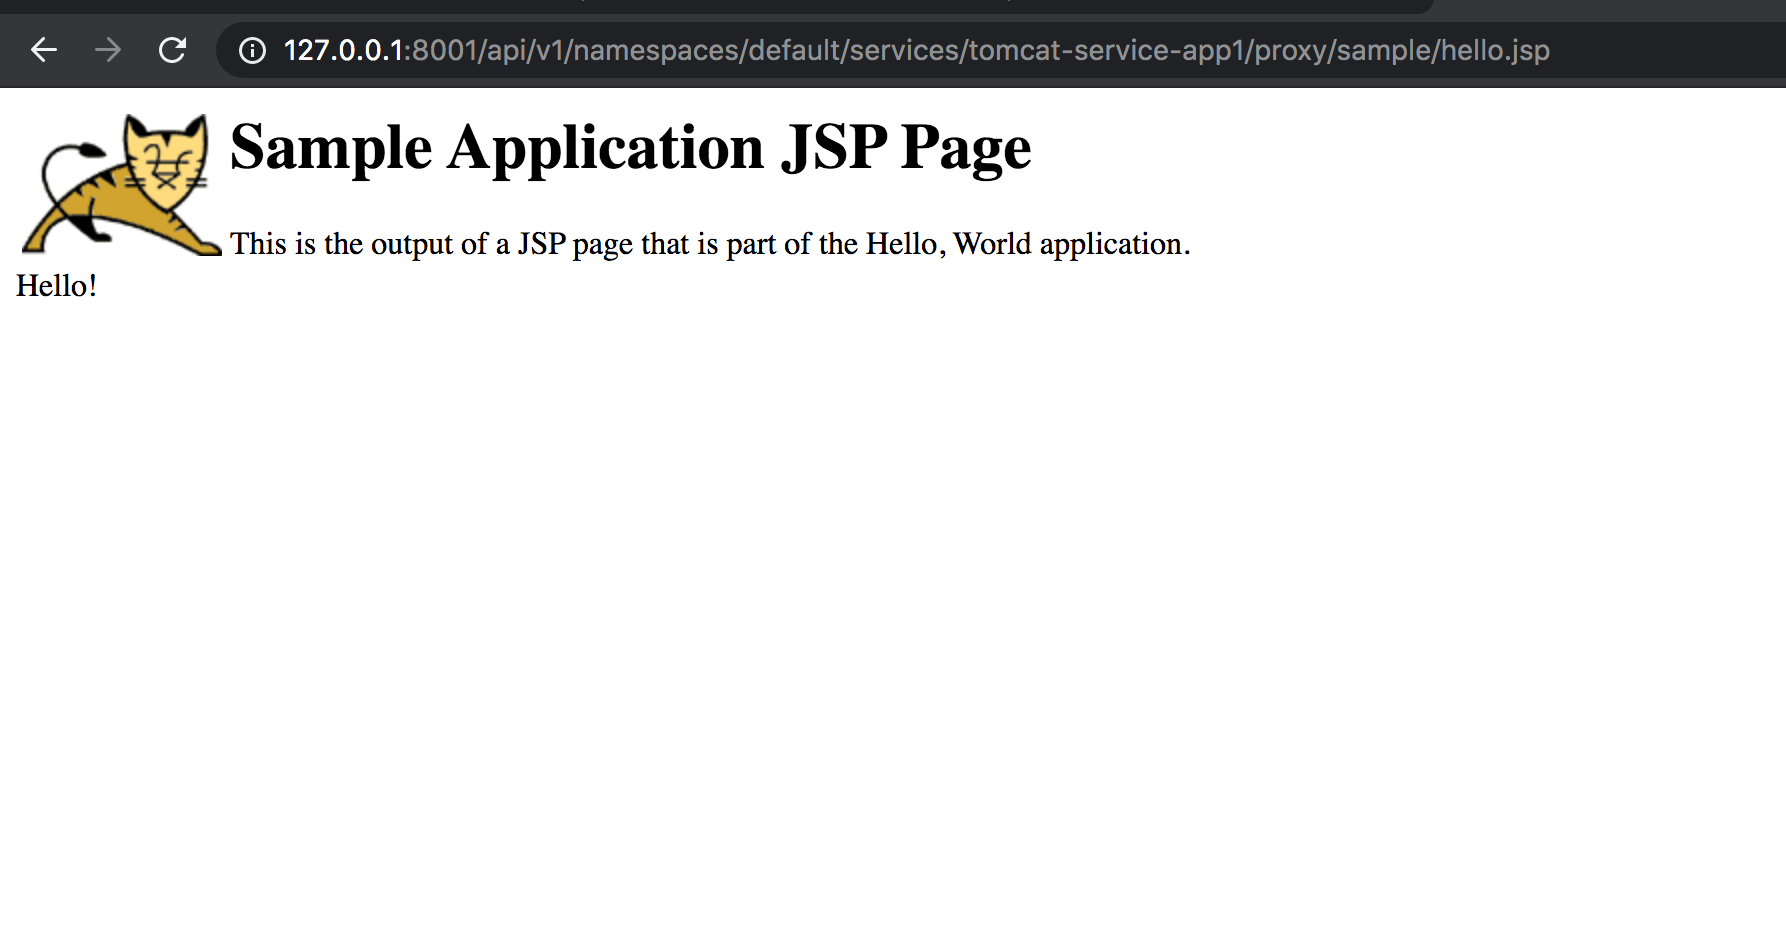 127.0.0.1:8001/api/v1/namespaces/default/services/tomcat-service-app1/proxy/sample/hello.jsp
Sample Application JSP Page
This is the output of a JSP page that is part of the Hello, World application.
Hello!